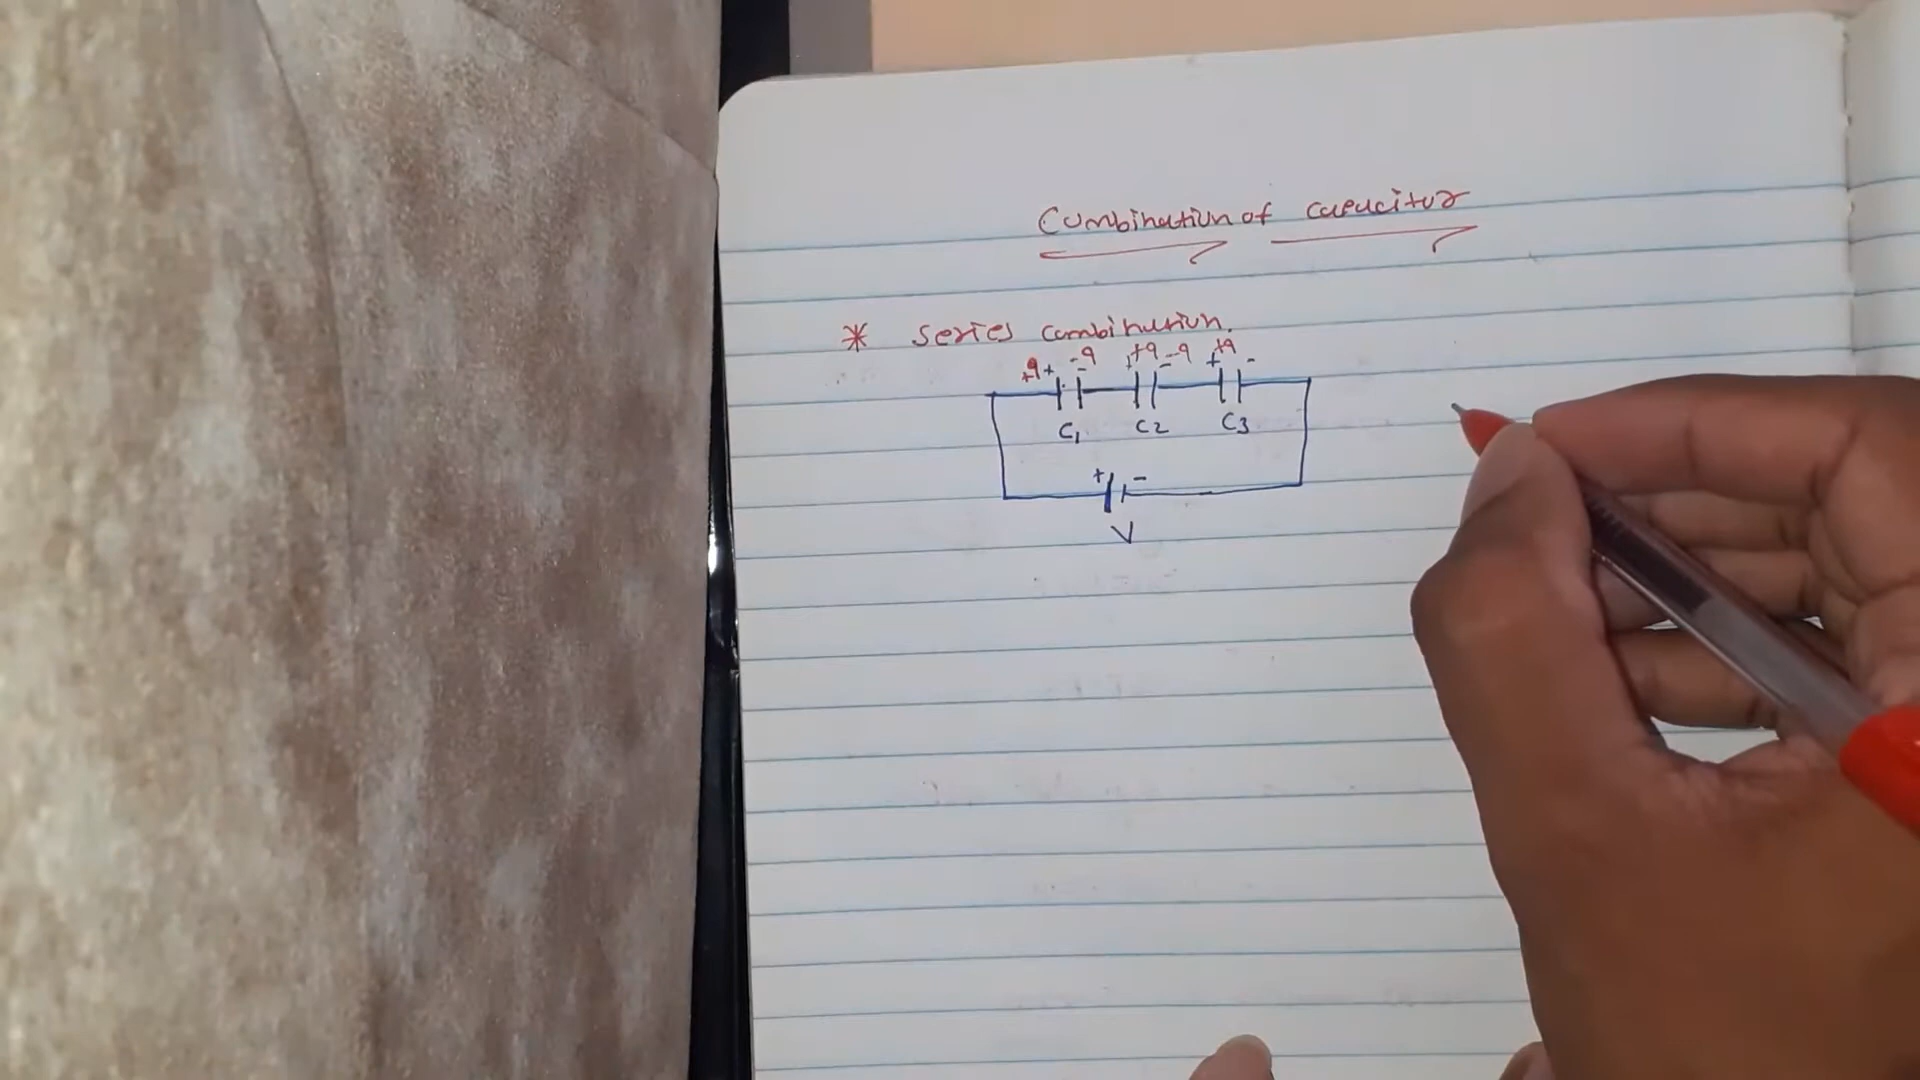 Combination of capacitor
* Series combination.
+q + -q - +q + -q - +q + -
C1 C2 C3
+ -
V